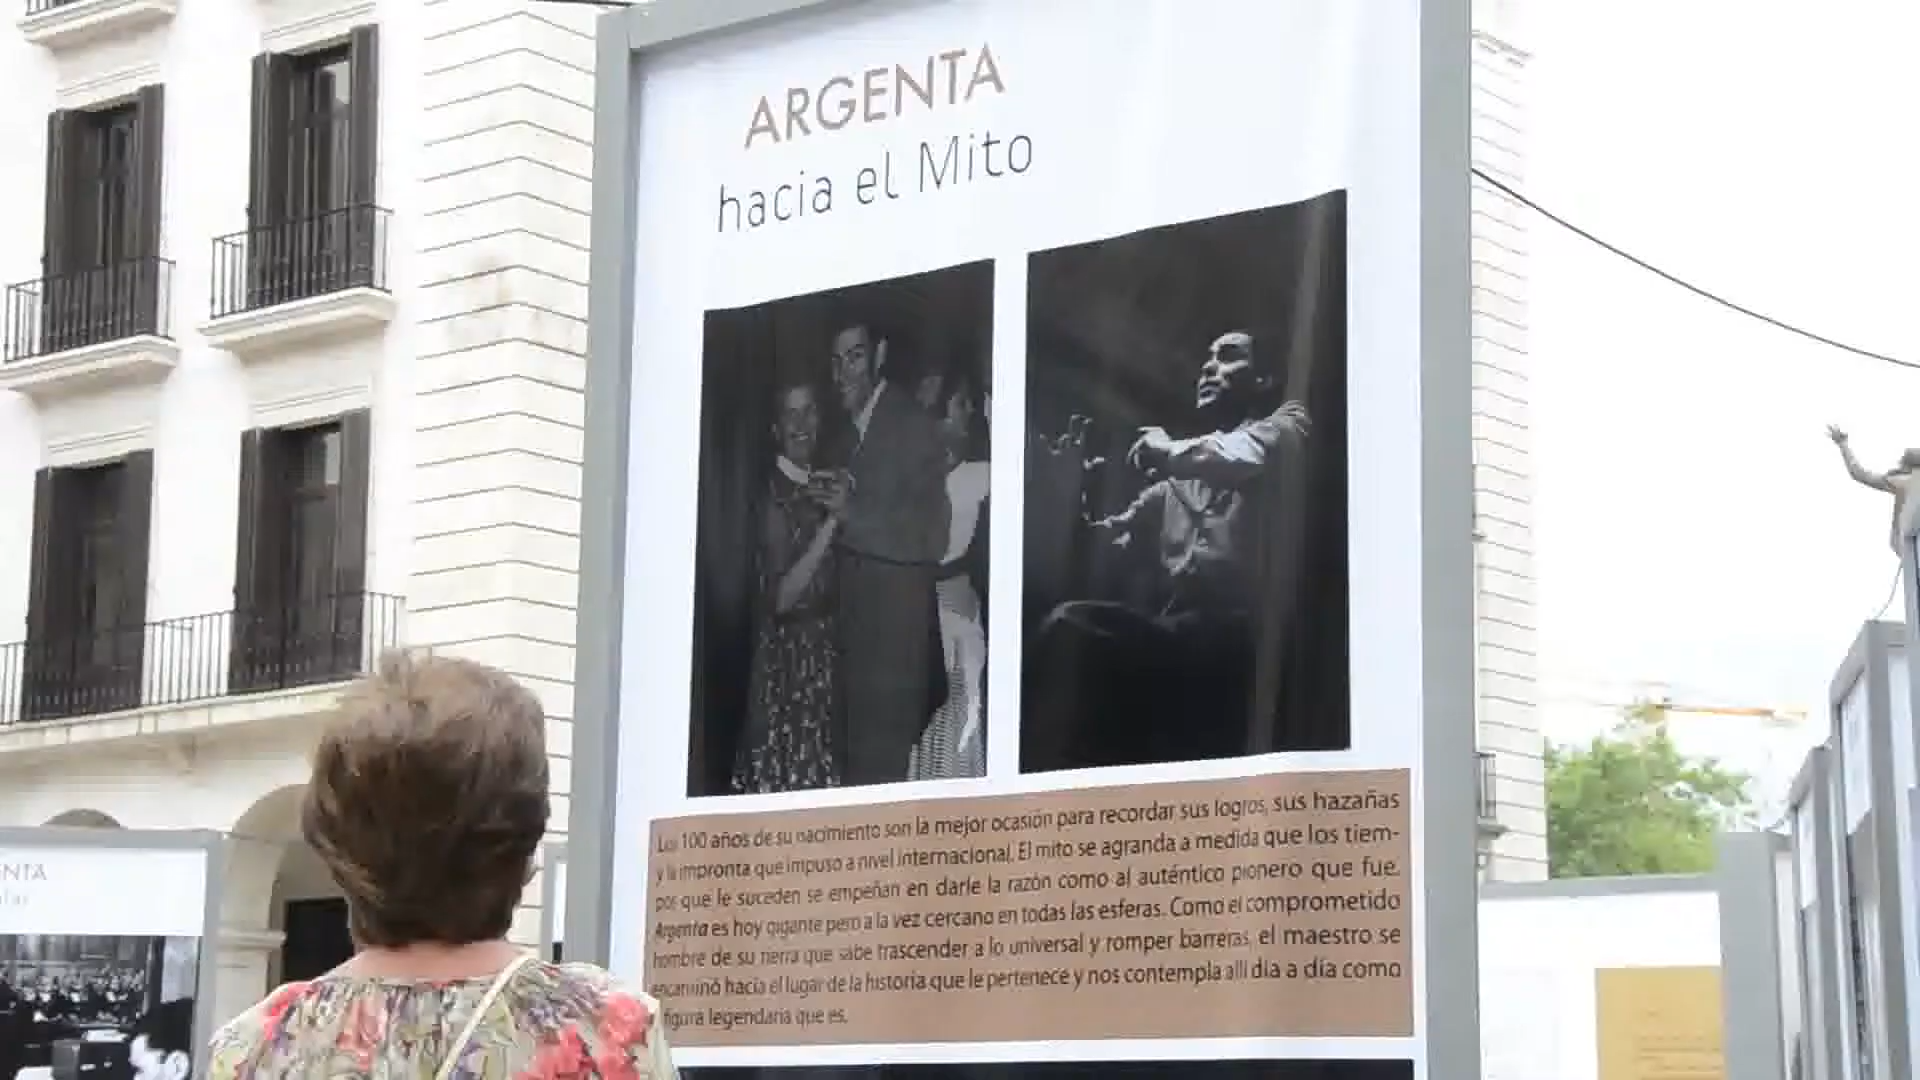 ARGENTA
hacia el Mito
Los 100 años de su nacimiento son la mejor ocasión para recordar sus logros, sus hazañas
y la impronta que impuso a nivel internacional. El mito se agranda a medida que los tiem-
pos que le suceden se empeñan en darle la razón como al auténtico pionero que fue.
Argenta es hoy gigante pero a la vez cercano en todas las esferas. Como el comprometido
hombre de su tierra que sabe trascender a lo universal y romper barreras, el maestro se
encaminó hacia el lugar de la historia que le pertenece y nos contempla allí día a día como
figura legendaria que es.
ENTA